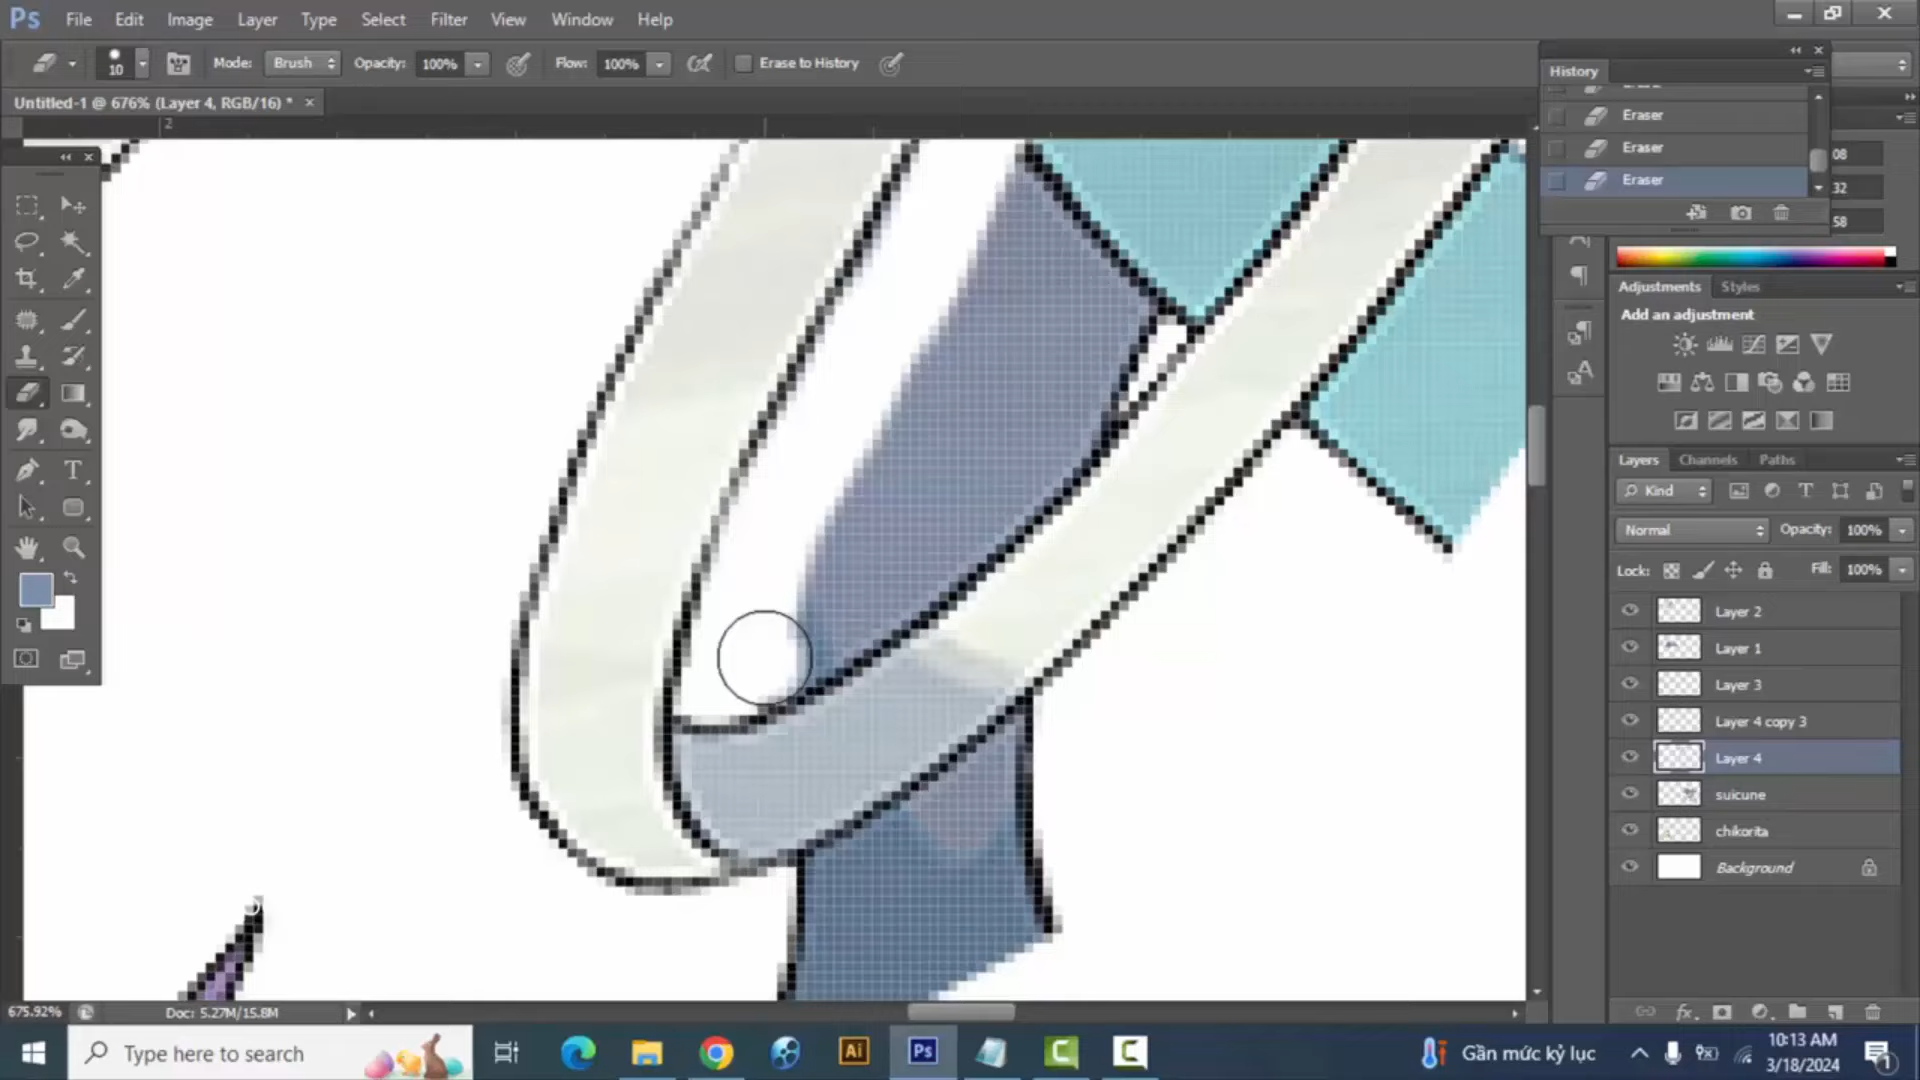 Ps File Edit Image Layer Type Select Filter View Window Help
10 Mode: Brush Opacity: 100% Flow: 100% Erase to History
Untitled-1 @ 676% (Layer 4, RGB/16) * ×
2
History
Eraser
Eraser
Eraser
08
32
58
Adjustments Styles
Add an adjustment
Layers Channels Paths
Kind
Normal Opacity: 100%
Lock: Fill: 100%
Layer 2
Layer 1
Layer 3
Layer 4 copy 3
Layer 4
suicune
chikorita
Background
675.92% Doc: 5.27M/15.8M
Type here to search
Ai
Ps
Gần mức kỷ lục
10:13 AM
3/18/2024
1